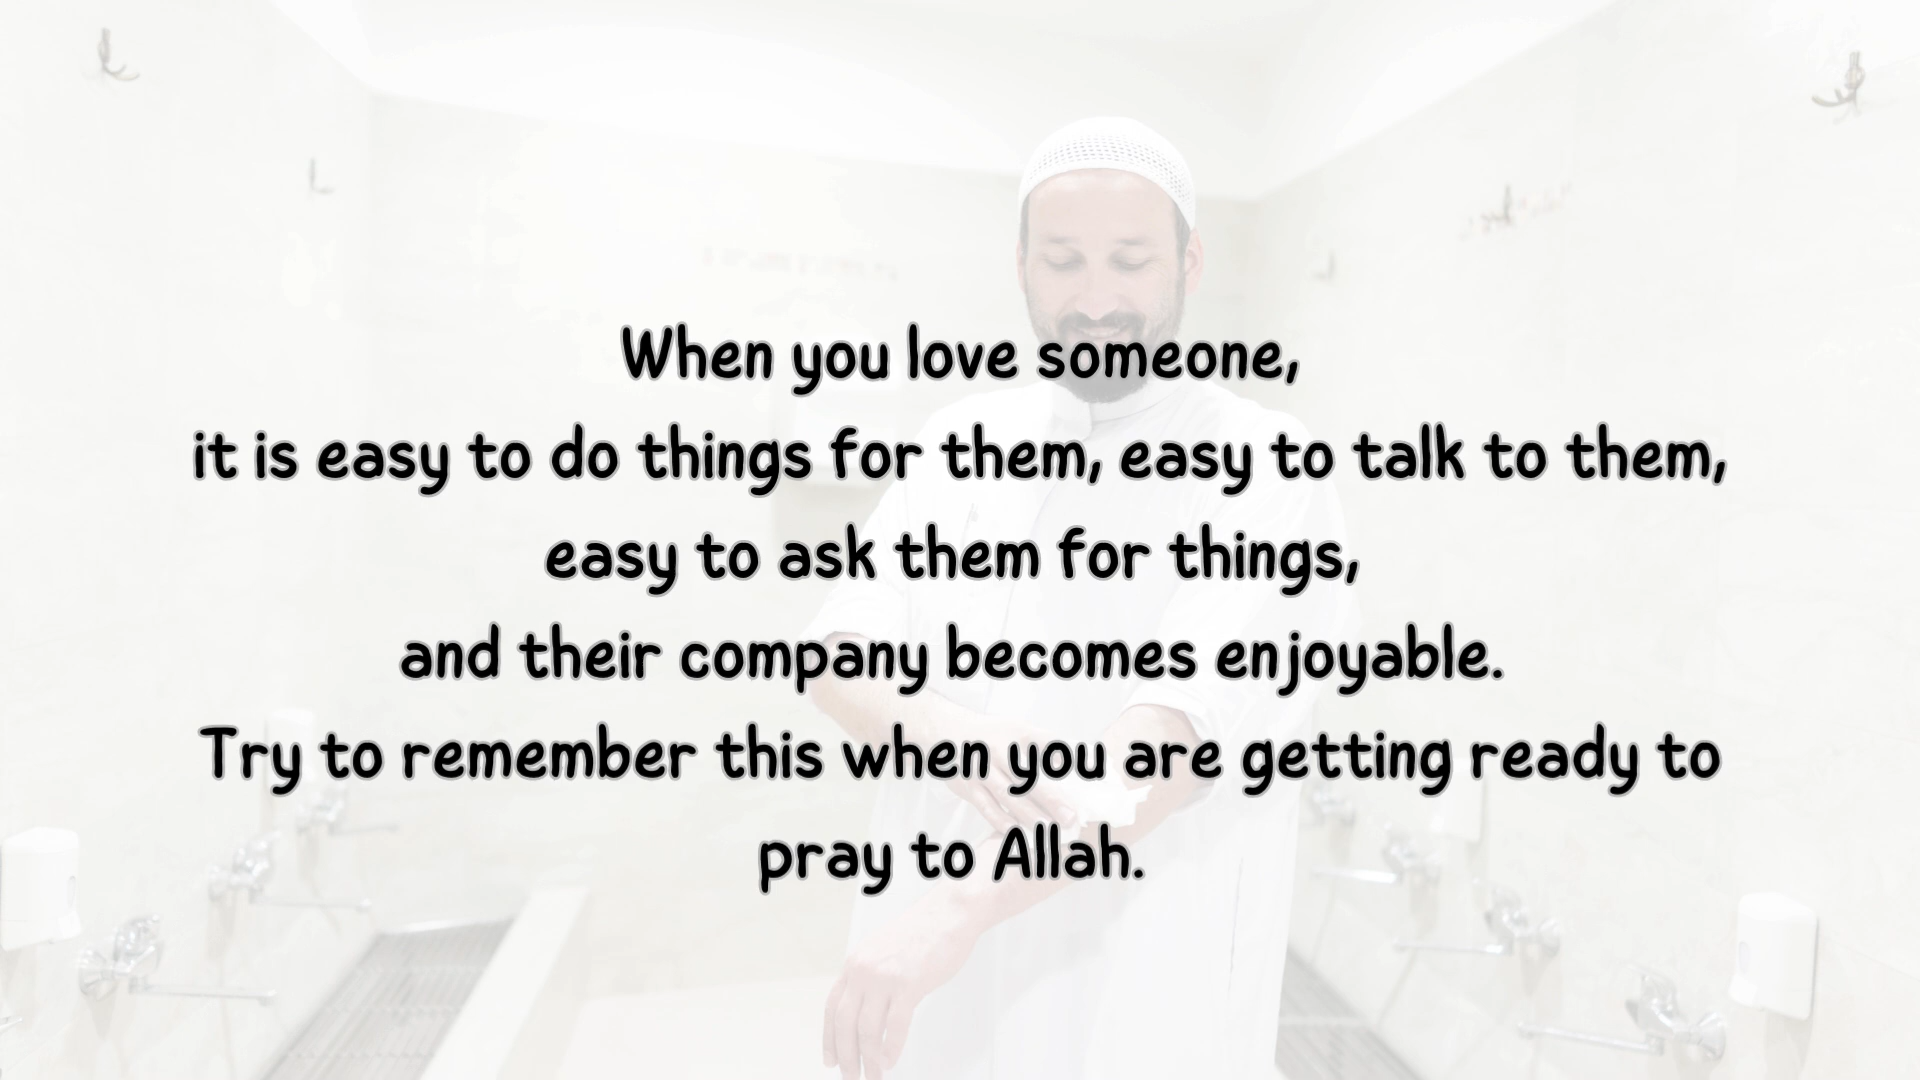 When you love someone,
it is easy to do things for them, easy to talk to them,
easy to ask them for things,
and their company becomes enjoyable.
Try to remember this when you are getting ready to
pray to Allah.